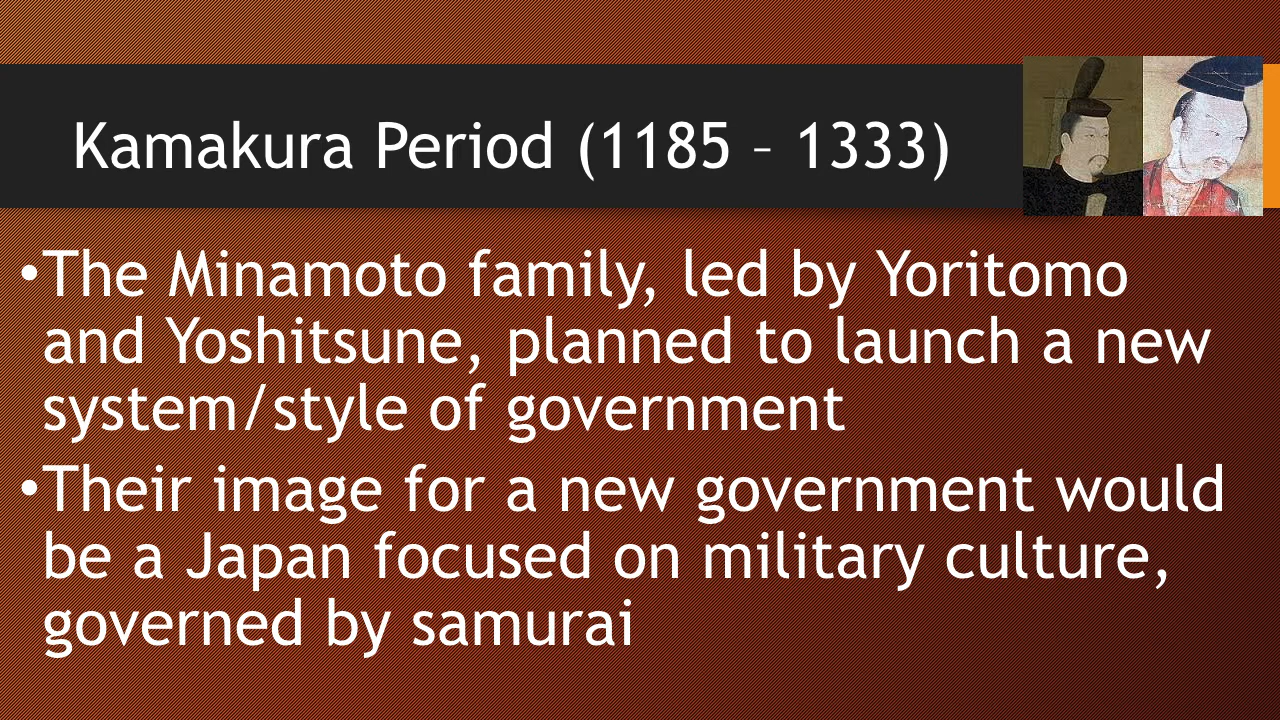 Kamakura Period (1185 – 1333)
•The Minamoto family, led by Yoritomo
and Yoshitsune, planned to launch a new
system/style of government
•Their image for a new government would
be a Japan focused on military culture,
governed by samurai